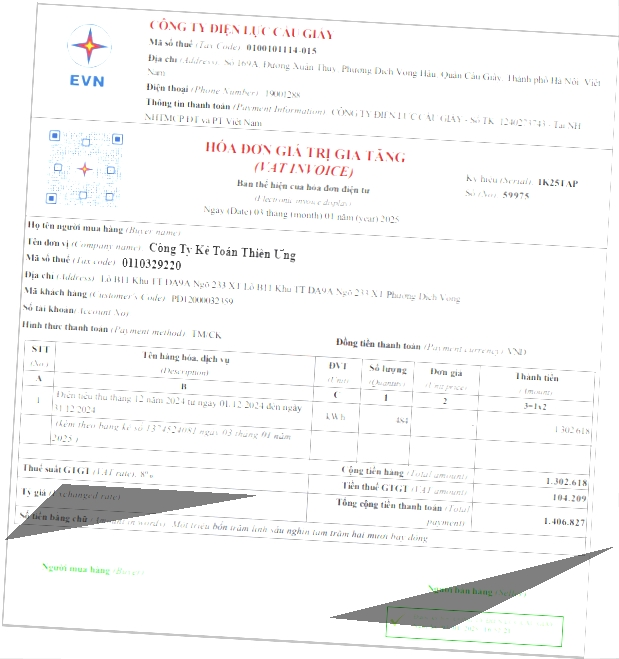 CÔNG TY ĐIỆN LỰC CẦU GIẤY
Mã số thuế (Tax Code): 0100101114-015
Địa chỉ (Address): Số 169A, Đường Xuân Thủy, Phường Dịch Vọng Hậu, Quận Cầu Giấy, Thành phố Hà Nội, Việt
Nam
Điện thoại (Phone Number): 19001288
Thông tin thanh toán (Payment Information): CÔNG TY ĐIỆN LỰC CẦU GIẤY - Số TK: 1240273743 - Tại NH
NHTMCP ĐT và PT Việt Nam
EVN
HÓA ĐƠN GIÁ TRỊ GIA TĂNG
(VAT INVOICE)
Bản thể hiện của hóa đơn điện tử
(Electronic invoice display)
Ngày (Date) 03 tháng (month) 01 năm (year) 2025
Ký hiệu (Serial): 1K25TAP
Số (No): 59975
Họ tên người mua hàng (Buyer name):
Tên đơn vị (Company name): Công Ty Kế Toán Thiên Ưng
Mã số thuế (Tax code): 0110329220
Địa chỉ (Address): Lô B11 Khu TT DA9A Ngõ 233 X1 Lô B11 Khu TT DA9A Ngõ 233 X1 Phường Dịch Vọng
Mã khách hàng (Customer's Code): PD12000032359
Số tài khoản (Account No):
Hình thức thanh toán (Payment method): TM/CK
Đồng tiền thanh toán (Payment currency): VND
STT Tên hàng hóa, dịch vụ ĐVT Số lượng Đơn giá Thành tiền
(No) (Description) (Unit) (Quantity) (Unit price) (Amount)
A B C 1 2 3=1x2
1 Điện tiêu thụ tháng 12 năm 2024 từ ngày 01/12/2024 đến ngày kWh 484 1.302.618
31/12/2024
(kèm theo bảng kê số 1371524081 ngày 03 tháng 01 năm
2025 )
Cộng tiền hàng (Total amount): 1.302.618
Thuế suất GTGT (VAT rate): 8% Tiền thuế GTGT (VAT amount): 104.209
Tỷ giá (Exchanged rate): Tổng cộng tiền thanh toán (Total 1.406.827
payment):
Số tiền bằng chữ (Amount in words): Một triệu bốn trăm linh sáu nghìn tám trăm hai mươi bảy đồng
Người mua hàng (Buyer)
Người bán hàng (Seller)